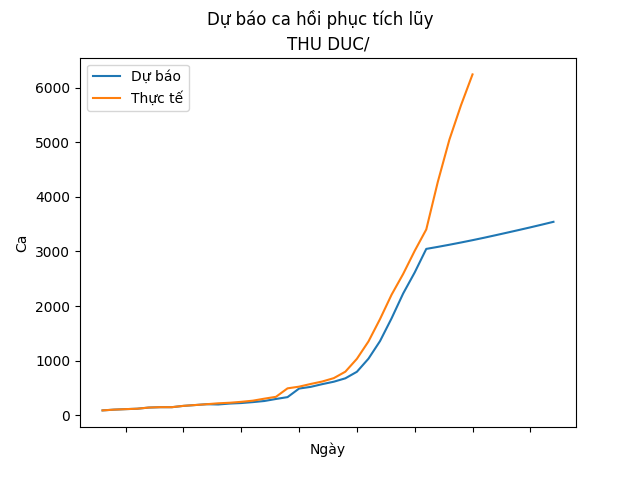 Dự báo ca hồi phục tích lũy
THU DUC/
Dự báo
Thực tế
6000
5000
4000
3000
2000
1000
0
Ca
Ngày